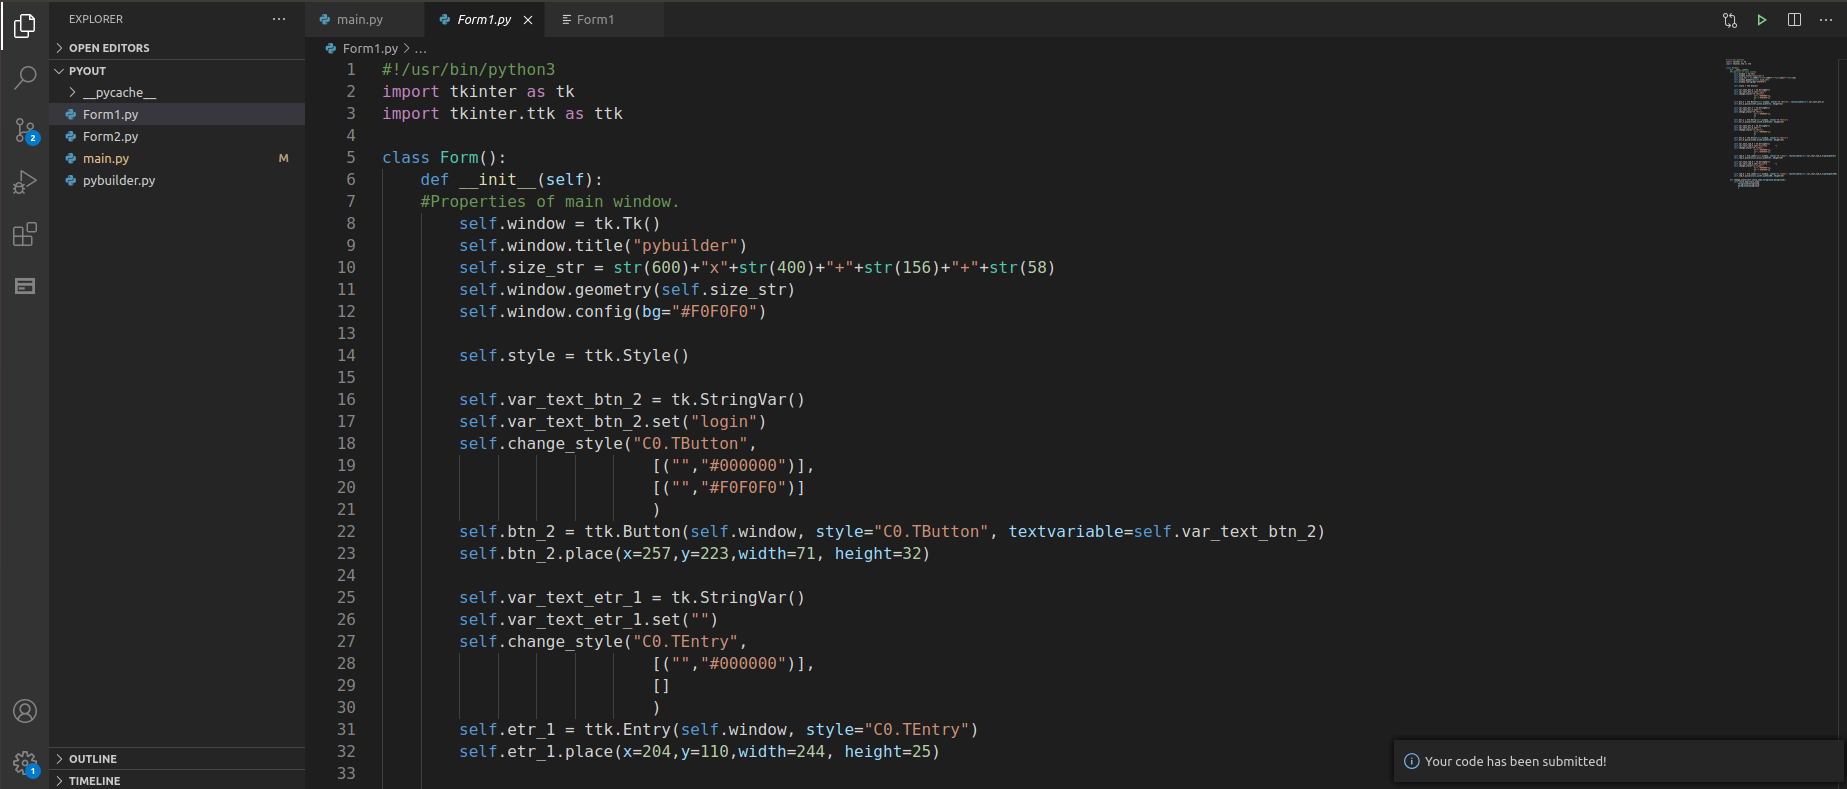 EXPLORER
OPEN EDITORS
PYOUT
__pycache__
Form1.py
Form2.py
main.py M
pybuilder.py
OUTLINE
TIMELINE
2
1
main.py Form1.py Form1
Form1.py > ...
1 #!/usr/bin/python3
2 import tkinter as tk
3 import tkinter.ttk as ttk
4
5 class Form():
6 def __init__(self):
7 #Properties of main window.
8 self.window = tk.Tk()
9 self.window.title("pybuilder")
10 self.size_str = str(600)+"x"+str(400)+"+"+str(156)+"+"+str(58)
11 self.window.geometry(self.size_str)
12 self.window.config(bg="#F0F0F0")
13
14 self.style = ttk.Style()
15
16 self.var_text_btn_2 = tk.StringVar()
17 self.var_text_btn_2.set("login")
18 self.change_style("C0.TButton",
19 [("","#000000")],
20 [("","#F0F0F0")]
21 )
22 self.btn_2 = ttk.Button(self.window, style="C0.TButton", textvariable=self.var_text_btn_2)
23 self.btn_2.place(x=257,y=223,width=71, height=32)
24
25 self.var_text_etr_1 = tk.StringVar()
26 self.var_text_etr_1.set("")
27 self.change_style("C0.TEntry",
28 [("","#000000")],
29 []
30 )
31 self.etr_1 = ttk.Entry(self.window, style="C0.TEntry")
32 self.etr_1.place(x=204,y=110,width=244, height=25)
33
Your code has been submitted!